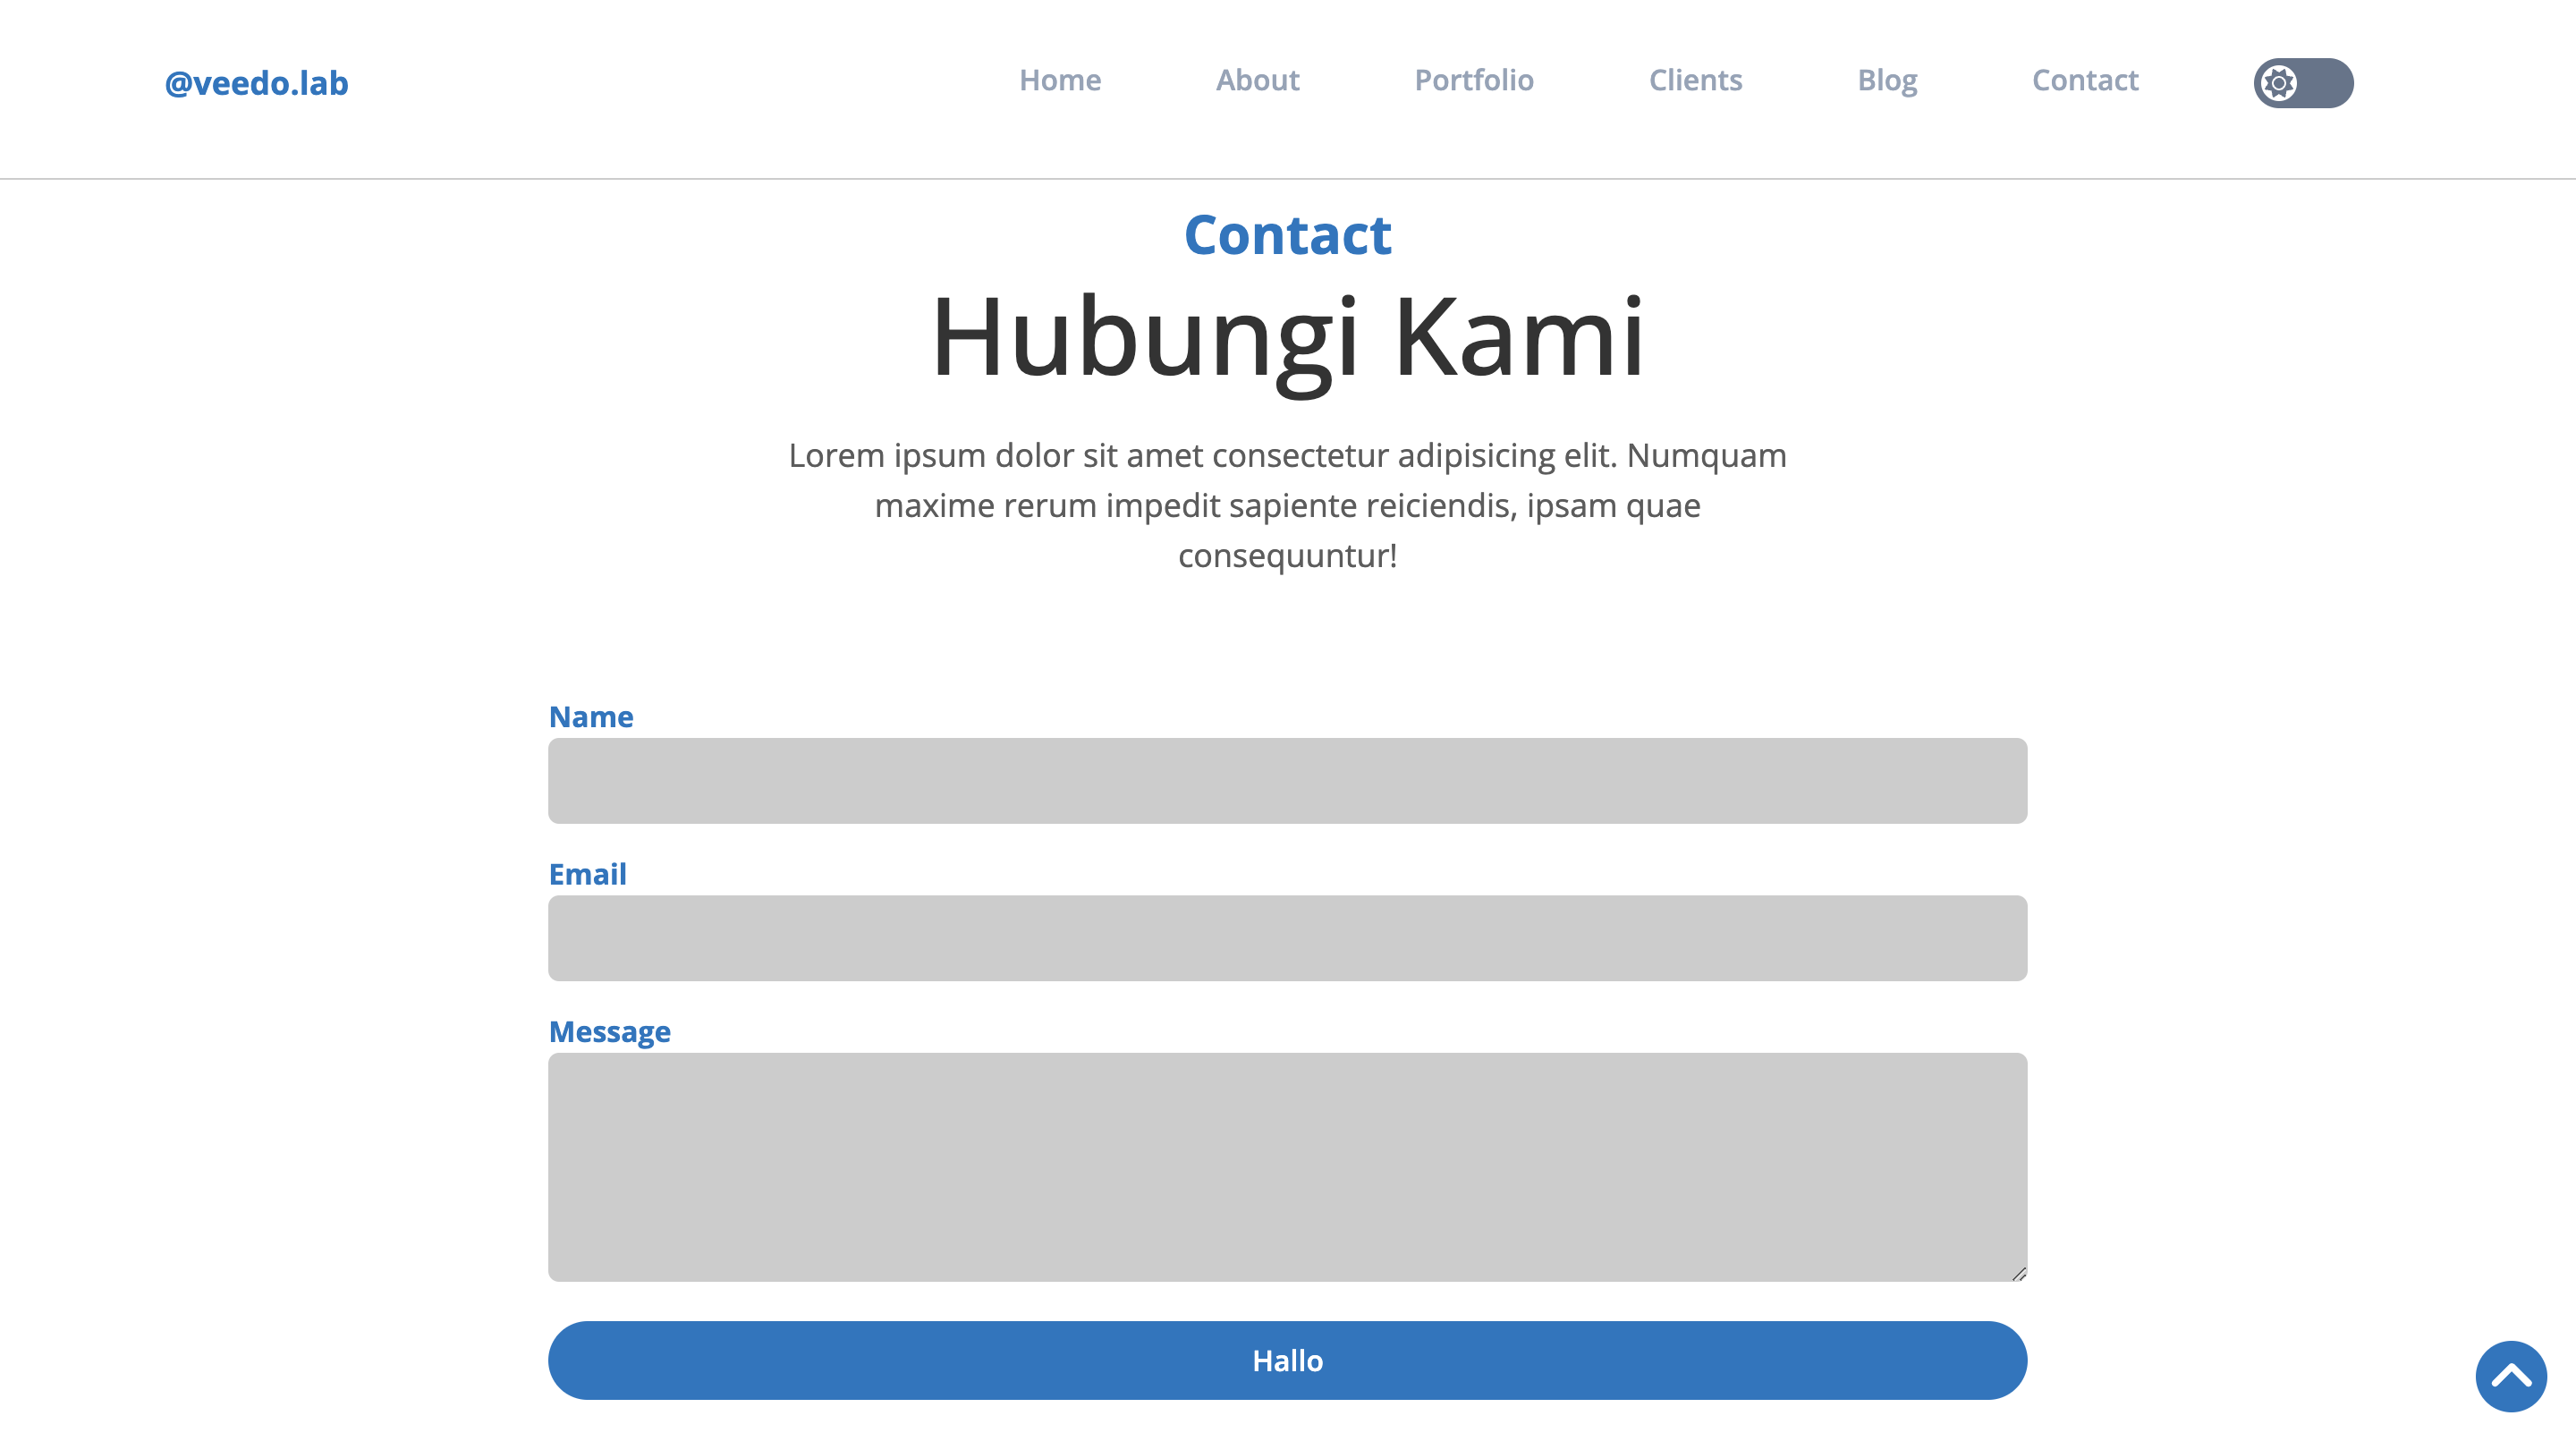 @veedo.lab
Home
About
Portfolio
Clients
Blog
Contact
Contact
Hubungi Kami
Lorem ipsum dolor sit amet consectetur adipisicing elit. Numquam
maxime rerum impedit sapiente reiciendis, ipsam quae
consequuntur!
Name
Email
Message
Hallo